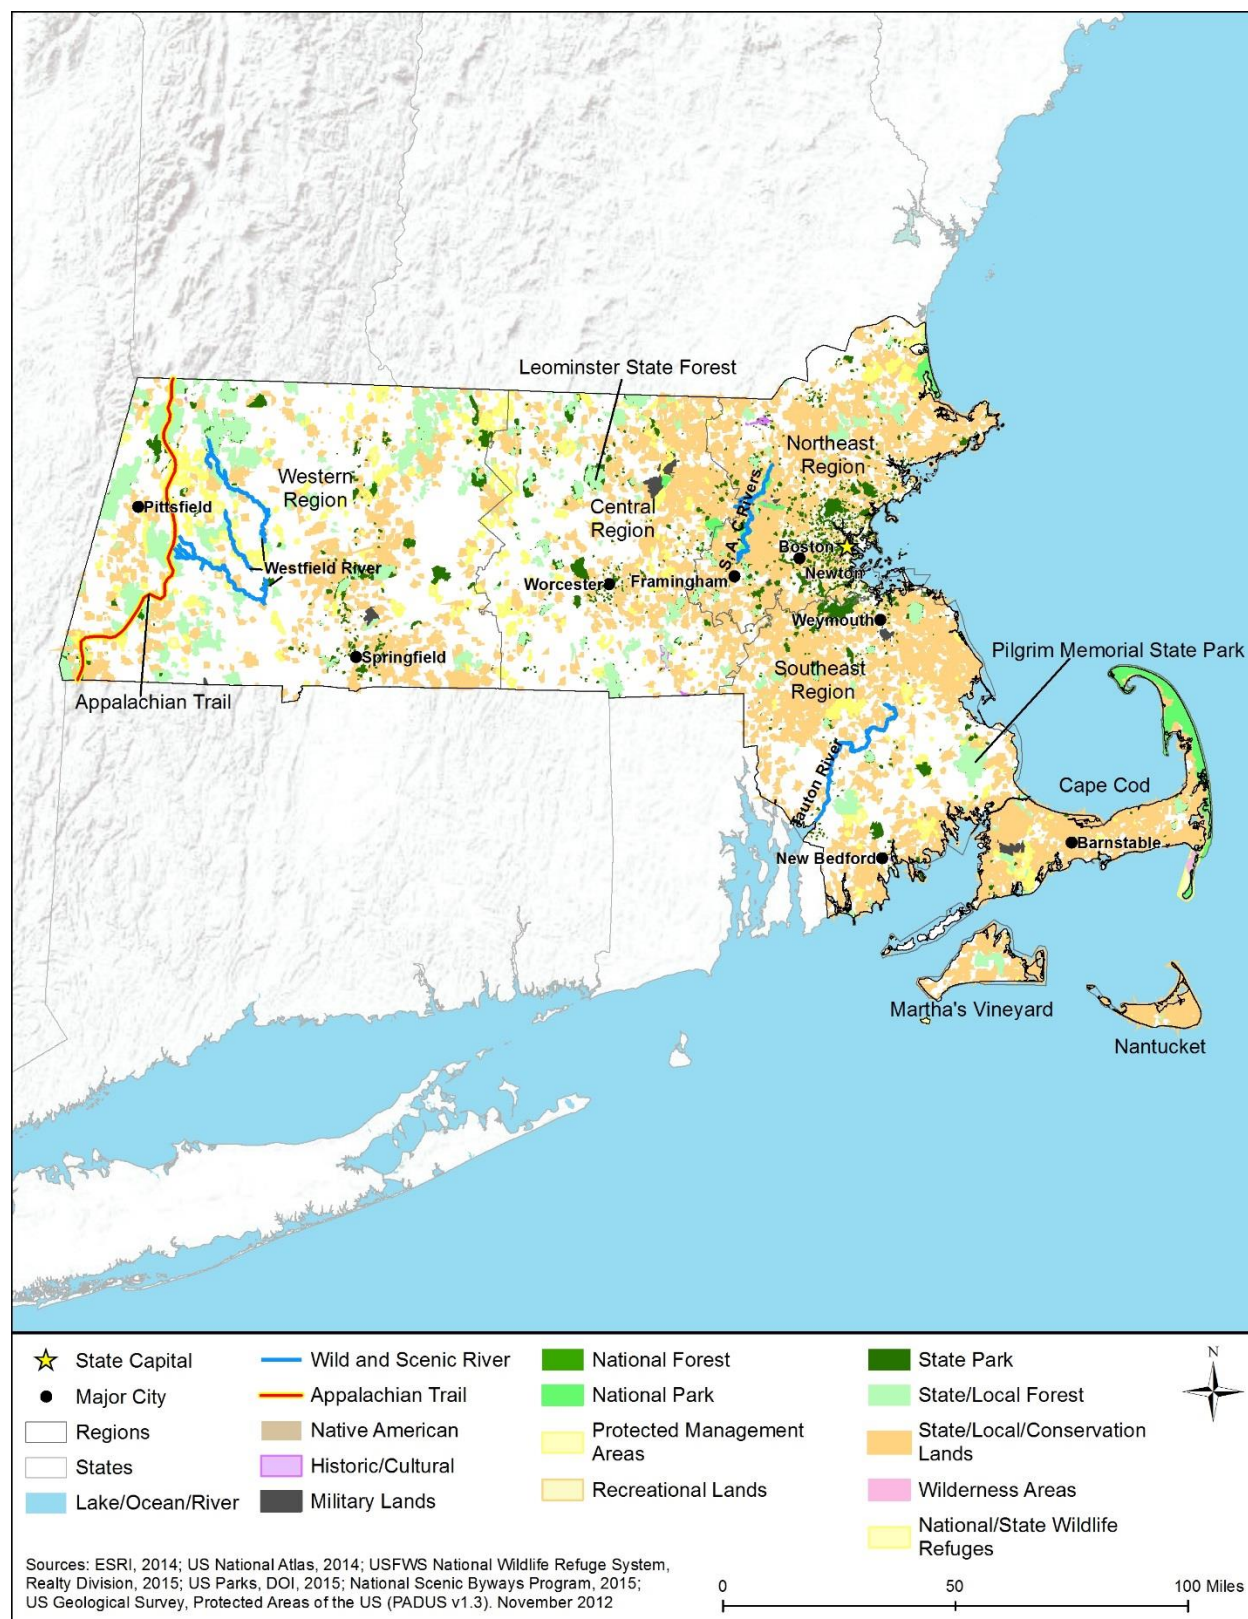 Leominster State Forest
Northeast
Region
Western
Region
Central
Region
S, A, C Rivers
Pittsfield
Boston
Westfield River
Newton
Worcester
Framingham
Weymouth
Springfield
Southeast
Region
Pilgrim Memorial State Park
Appalachian Trail
Tauton River
Cape Cod
Barnstable
New Bedford
Martha's Vineyard
Nantucket
State Capital
Major City
Regions
States
Lake/Ocean/River
Wild and Scenic River
Appalachian Trail
Native American
Historic/Cultural
Military Lands
National Forest
National Park
Protected Management
Areas
Recreational Lands
State Park
State/Local Forest
State/Local/Conservation
Lands
Wilderness Areas
National/State Wildlife
Refuges
N
Sources: ESRI, 2014; US National Atlas, 2014; USFWS National Wildlife Refuge System,
Realty Division, 2015; US Parks, DOI, 2015; National Scenic Byways Program, 2015;
US Geological Survey, Protected Areas of the US (PADUS v1.3). November 2012
0 50 100 Miles